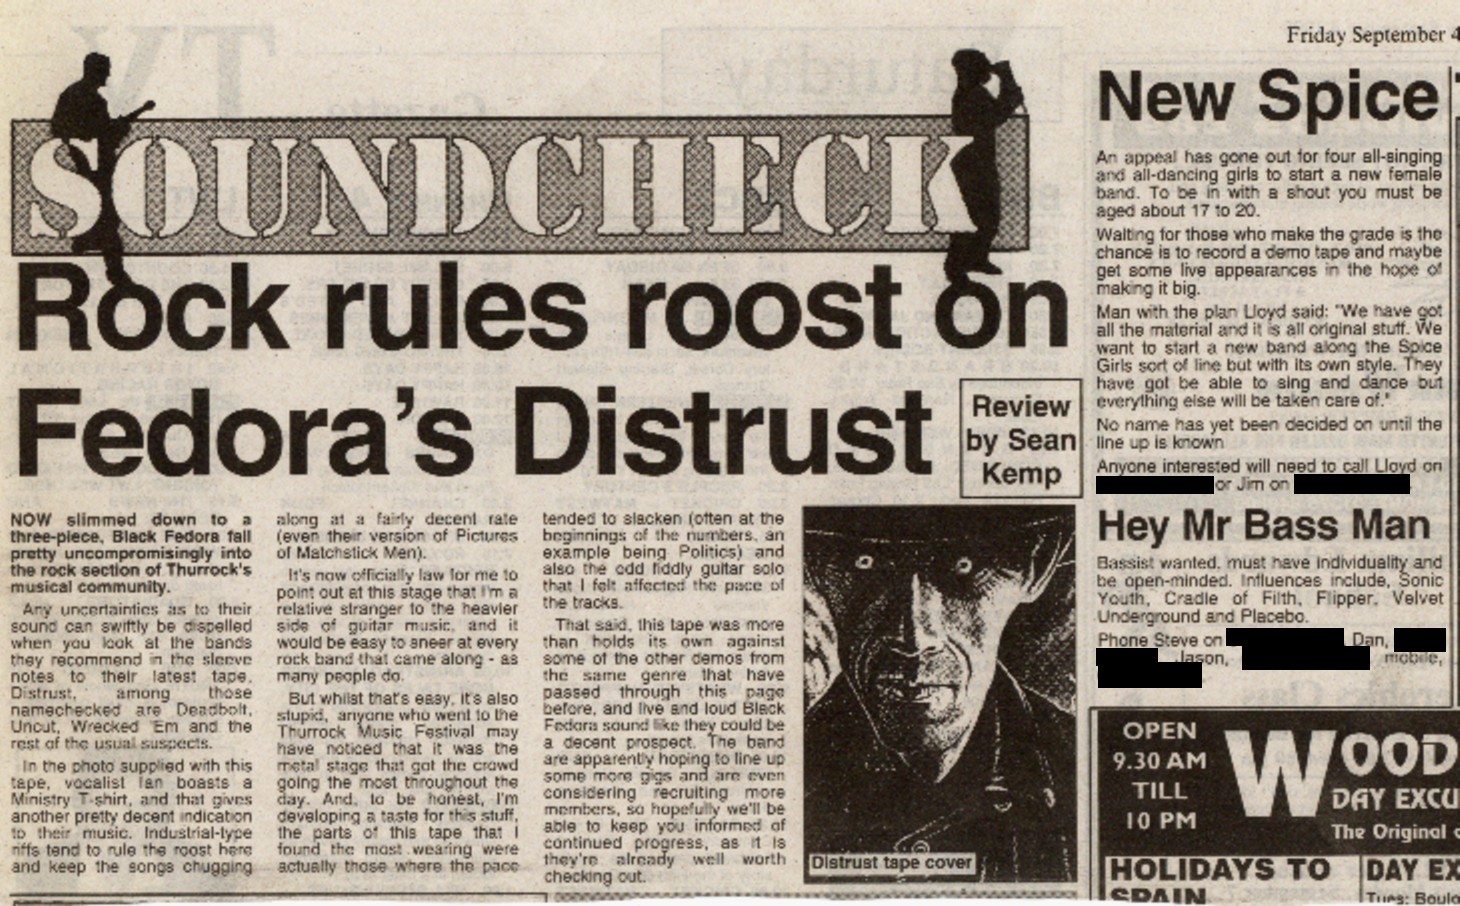 Friday September 4
SOUNDCHECK
Rock rules roost on
Fedora's Distrust
Review
by Sean
Kemp
NOW slimmed down to a
three-piece, Black Fedora fall
pretty uncompromisingly into
the rock section of Thurrock's
musical community.
Any uncertainties as to their
sound can swiftly be dispelled
when you look at the bands
they recommend in the sleeve
notes to their latest tape,
Distrust, among those
namechecked are Deadbolt,
Uncut, Wrecked 'Em and the
rest of the usual suspects.
In the photo supplied with this
tape, vocalist Ian boasts a
Ministry T-shirt, and that gives
another pretty decent indication
to their music. Industrial-type
riffs tend to rule the roost here
and keep the songs chugging
along at a fairly decent rate
(even their version of Pictures
of Matchstick Men).
It's now officially law for me to
point out at this stage that I'm a
relative stranger to the heavier
side of guitar music, and it
would be easy to sneer at every
rock band that came along - as
many people do.
But whilst that's easy, it's also
stupid, anyone who went to the
Thurrock Music Festival may
have noticed that it was the
metal stage that got the crowd
going the most throughout the
day. And, to be honest, I'm
developing a taste for this stuff,
the parts of this tape that I
found the most wearing were
actually those where the pace
tended to slacken (often at the
beginnings of the numbers, an
example being Politics) and
also the odd fiddly guitar solo
that I felt affected the pace of
the tracks.
That said, this tape was more
than holds its own against
some of the other demos from
the same genre that have
passed through this page
before, and live and loud Black
Fedora sound like they could be
a decent prospect. The band
are apparently hoping to line up
some more gigs and are even
considering recruiting more
members, so hopefully we'll be
able to keep you informed of
continued progress, as it is
they're already well worth
checking out.
Distrust tape cover
New Spice
An appeal has gone out for four all-singing
and all-dancing girls to start a new female
band. To be in with a shout you must be
aged about 17 to 20.
Waiting for those who make the grade is the
chance is to record a demo tape and maybe
get some live appearances in the hope of
making it big.
Man with the plan Lloyd said: "We have got
all the material and it is all original stuff. We
want to start a new band along the Spice
Girls sort of line but with its own style. They
have got be able to sing and dance but
everything else will be taken care of."
No name has yet been decided on until the
line up is known
Anyone interested will need to call Lloyd on
or Jim on
Hey Mr Bass Man
Bassist wanted, must have individuality and
be open-minded. Influences include, Sonic
Youth, Cradle of Filth, Flipper, Velvet
Underground and Placebo.
Phone Steve on Dan,
Jason, mobile,
OPEN
9.30 AM
TILL
10 PM
WOOD
DAY EXCU
The Original
HOLIDAYS TO
SPAIN
DAY EX
Tues: Boulo